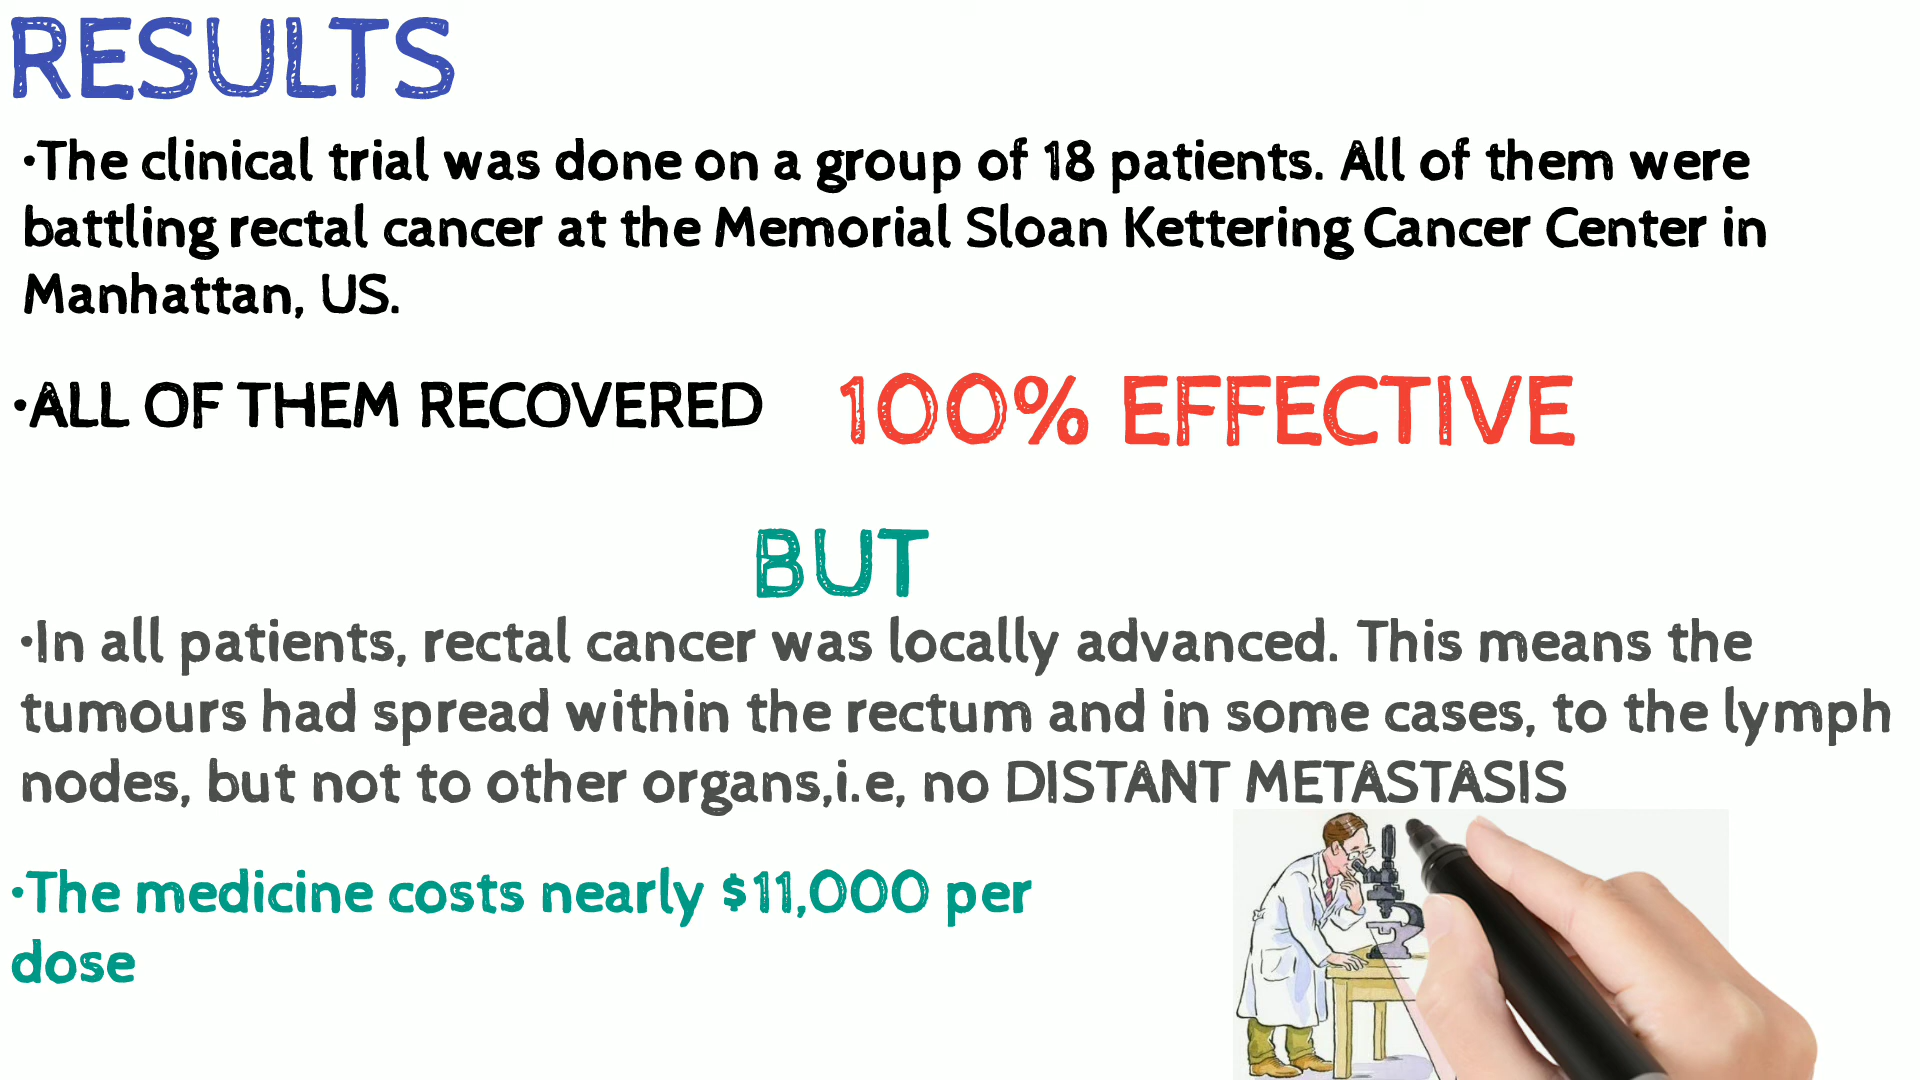 RESULTS
•The clinical trial was done on a group of 18 patients. All of them were
battling rectal cancer at the Memorial Sloan Kettering Cancer Center in
Manhattan, US.
•ALL OF THEM RECOVERED 100% EFFECTIVE
BUT
•In all patients, rectal cancer was locally advanced. This means the
tumours had spread within the rectum and in some cases, to the lymph
nodes, but not to other organs,i.e, no DISTANT METASTASIS
•The medicine costs nearly $11,000 per
dose